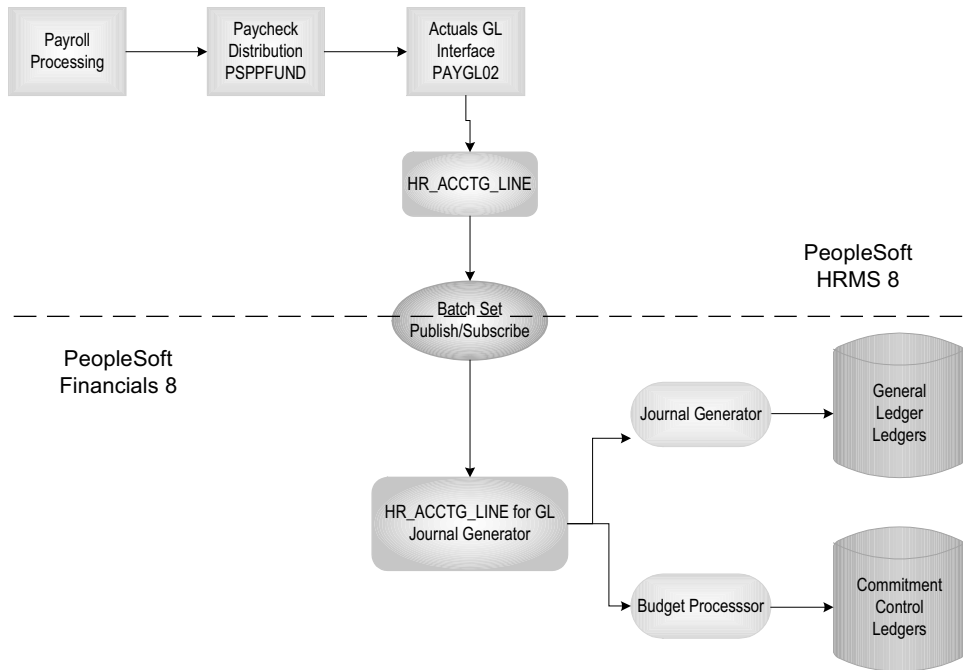 Payroll
Processing
Paycheck
Distribution
PSPPFUND
Actuals GL
Interface
PAYGL02
HR_ACCTG_LINE
PeopleSoft
HRMS 8
Batch Set
Publish/Subscribe
PeopleSoft
Financials 8
General
Ledger
Ledgers
Journal Generator
HR_ACCTG_LINE for GL
Journal Generator
Budget Processsor
Commitment
Control
Ledgers